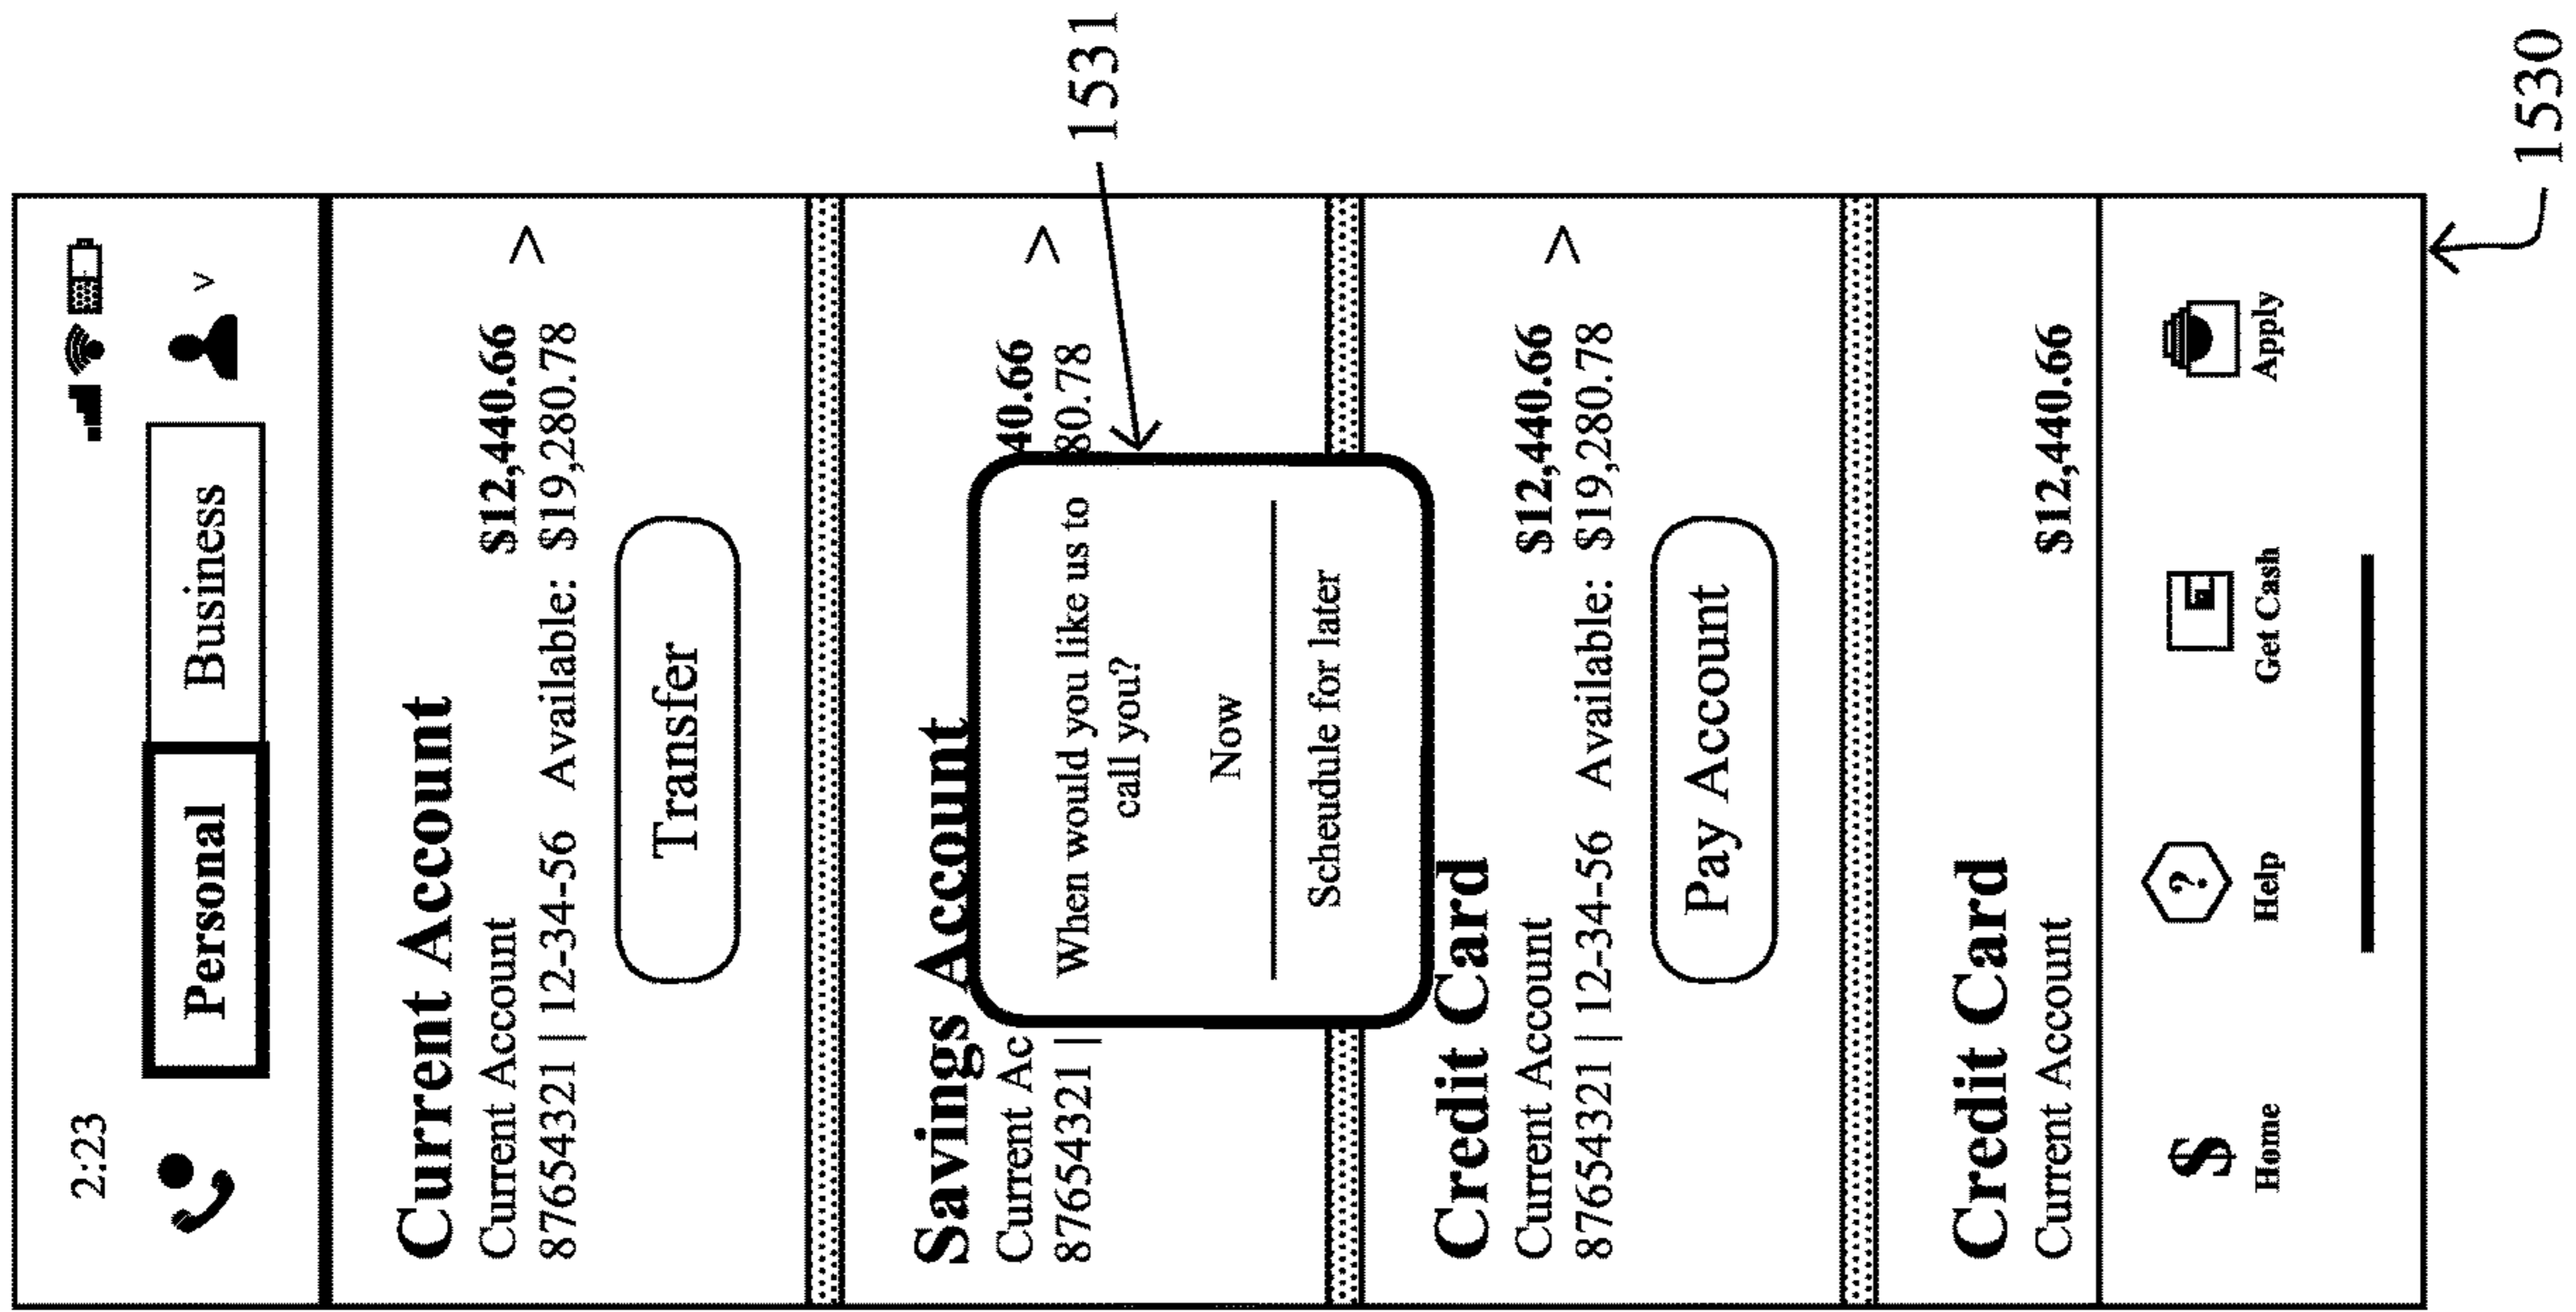 2:23
Personal Business v
Current Account
Current Account $12,440.66 >
87654321 | 12-34-56 Available: $19,280.78
Transfer
Savings Account
Current Ac 40.66 >
87654321 | 80.78
When would you like us to
call you?
Now
Scheudule for later
1531
Credit Card
Current Account $12,440.66 >
87654321 | 12-34-56 Available: $19,280.78
Pay Account
Credit Card
Current Account $12,440.66
$ ?
Home Help Get Cash Apply
1530